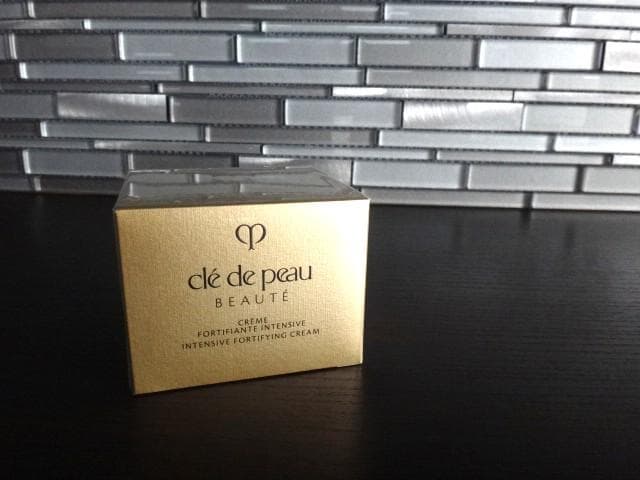 clé de peau
BEAUTÉ
CRÈME
FORTIFIANTE INTENSIVE
INTENSIVE FORTIFYING CREAM